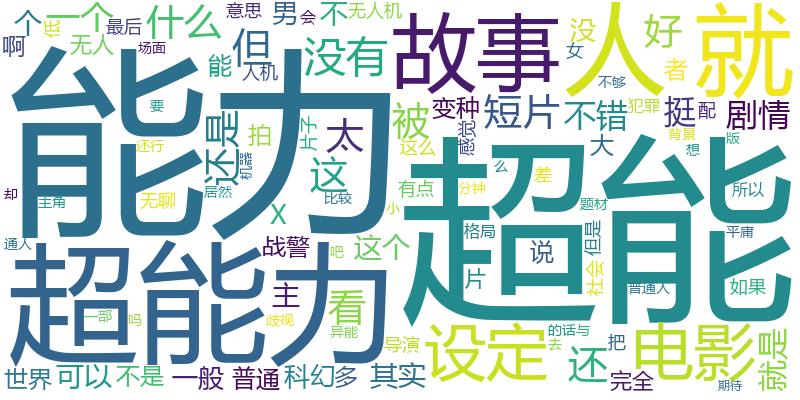 个
一个
什么
意思
男
会
不
无人机
啊
低
无人
最后
场面
但
没有
能
人机
故事
人
没
好
就
女
者
不够
能力
还是
拍
片子
太
被
变种
短片
感觉
不错
挺
犯罪
配
剧情
要
还行
机器
这
这么
大
背景
想
版
却
主角
无聊
居然
X
比较
小
有点
么
分钟
差
题材
所以
超能
通人
超能力
战警
吧
这个
格局
片
说
但是
社会
平庸
普通人
如果
主
看
一部
吗
歧视
异能
导演
设定
的话与
去
电影
还
把
就是
世界
可以
不是
一般
普通
科幻
多
其实
完全
期待